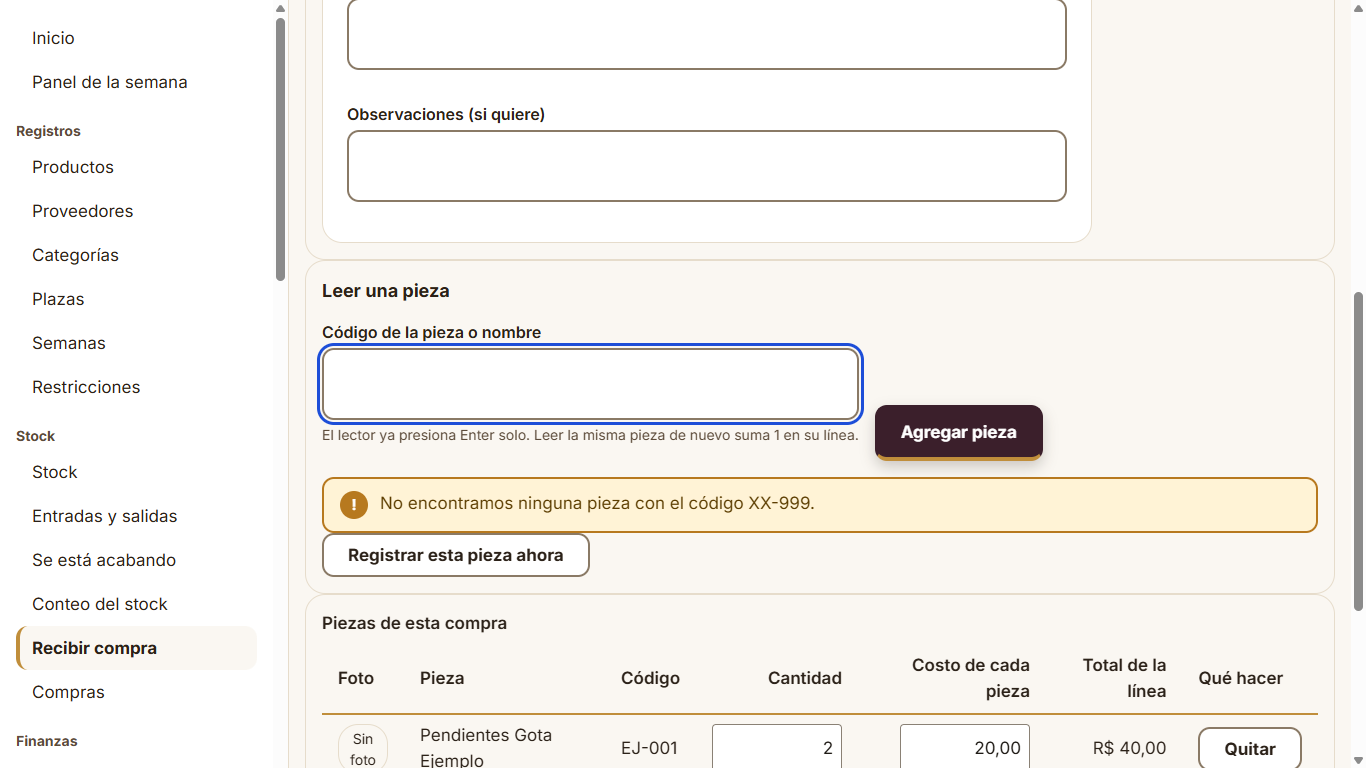 Inicio
Panel de la semana
Registros
Productos
Proveedores
Categorías
Plazas
Semanas
Restricciones
Stock
Stock
Entradas y salidas
Se está acabando
Conteo del stock
Recibir compra
Compras
Finanzas
Observaciones (si quiere)
Leer una pieza
Código de la pieza o nombre
El lector ya presiona Enter solo. Leer la misma pieza de nuevo suma 1 en su línea.
Agregar pieza
! No encontramos ninguna pieza con el código XX-999.
Registrar esta pieza ahora
Piezas de esta compra
Foto Pieza Código Cantidad Costo de cada pieza Total de la línea Qué hacer
Sin foto Pendientes Gota Ejemplo EJ-001 2 20,00 R$ 40,00 Quitar